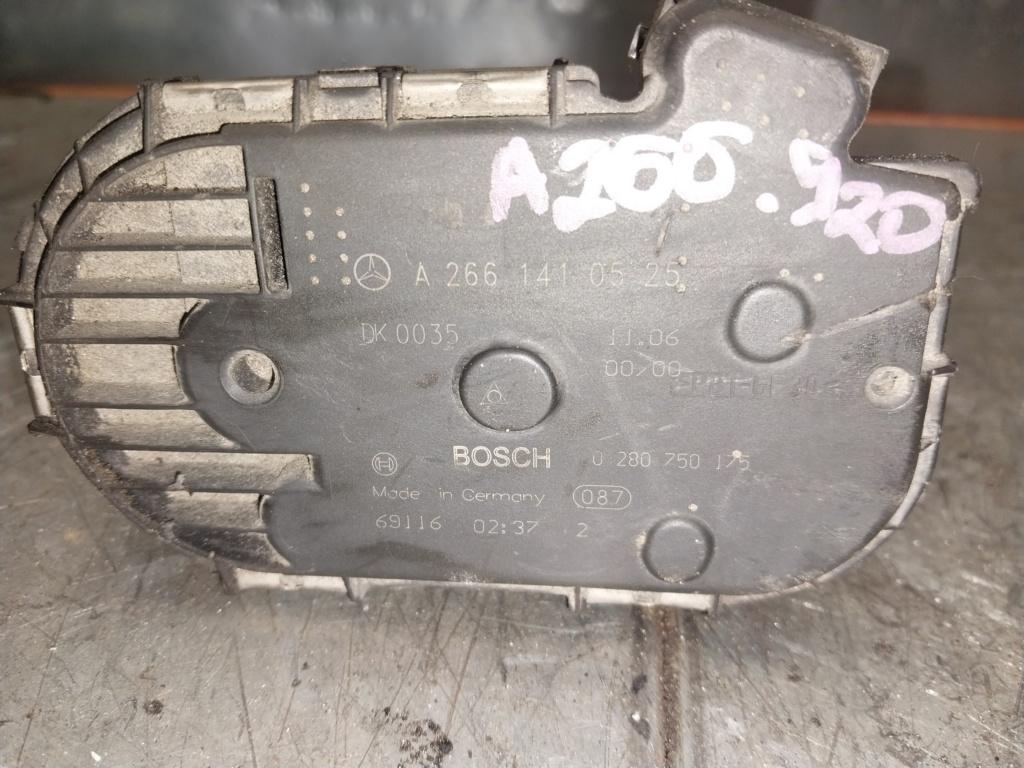 A266.920
A 266 141 05 25
DK 0035 11.06
00/00
BOSCH 0 280 750 175
Made in Germany 087
69116 02:37 2